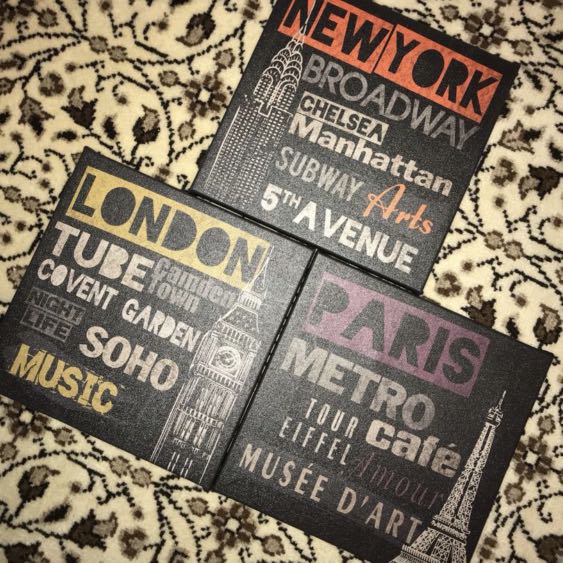 NEW YORK
BROADWAY
CHELSEA
Manhattan
SUBWAY Arts
5TH AVENUE
LONDON
TUBE Camden Town
COVENT GARDEN
NIGHT LIFE SOHO
MUSIC
PARIS
METRO
TOUR EIFFEL café
Amour
MUSÉE D'ART